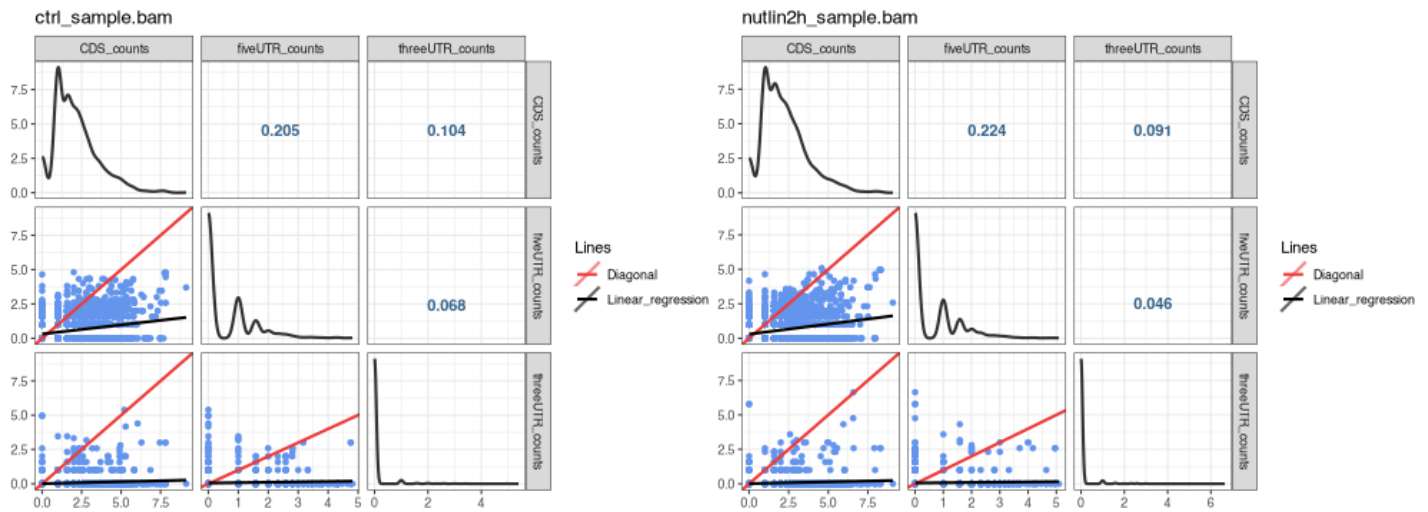 ctrl_sample.bam
CDS_counts fiveUTR_counts threeUTR_counts
7.5
5.0
2.5
0.0
0.205 0.104
CDS_counts
7.5
5.0
2.5
0.0
0.068
fiveUTR_counts
7.5
5.0
2.5
0.0
threeUTR_counts
0.0 2.5 5.0 7.5 0 1 2 3 4 5 0 2 4
Lines
Diagonal
Linear_regression
nutlin2h_sample.bam
CDS_counts fiveUTR_counts threeUTR_counts
7.5
5.0
2.5
0.0
0.224 0.091
CDS_counts
7.5
5.0
2.5
0.0
0.046
fiveUTR_counts
7.5
5.0
2.5
0.0
threeUTR_counts
0.0 2.5 5.0 7.5 0 1 2 3 4 5 0 2 4 6
Lines
Diagonal
Linear_regression